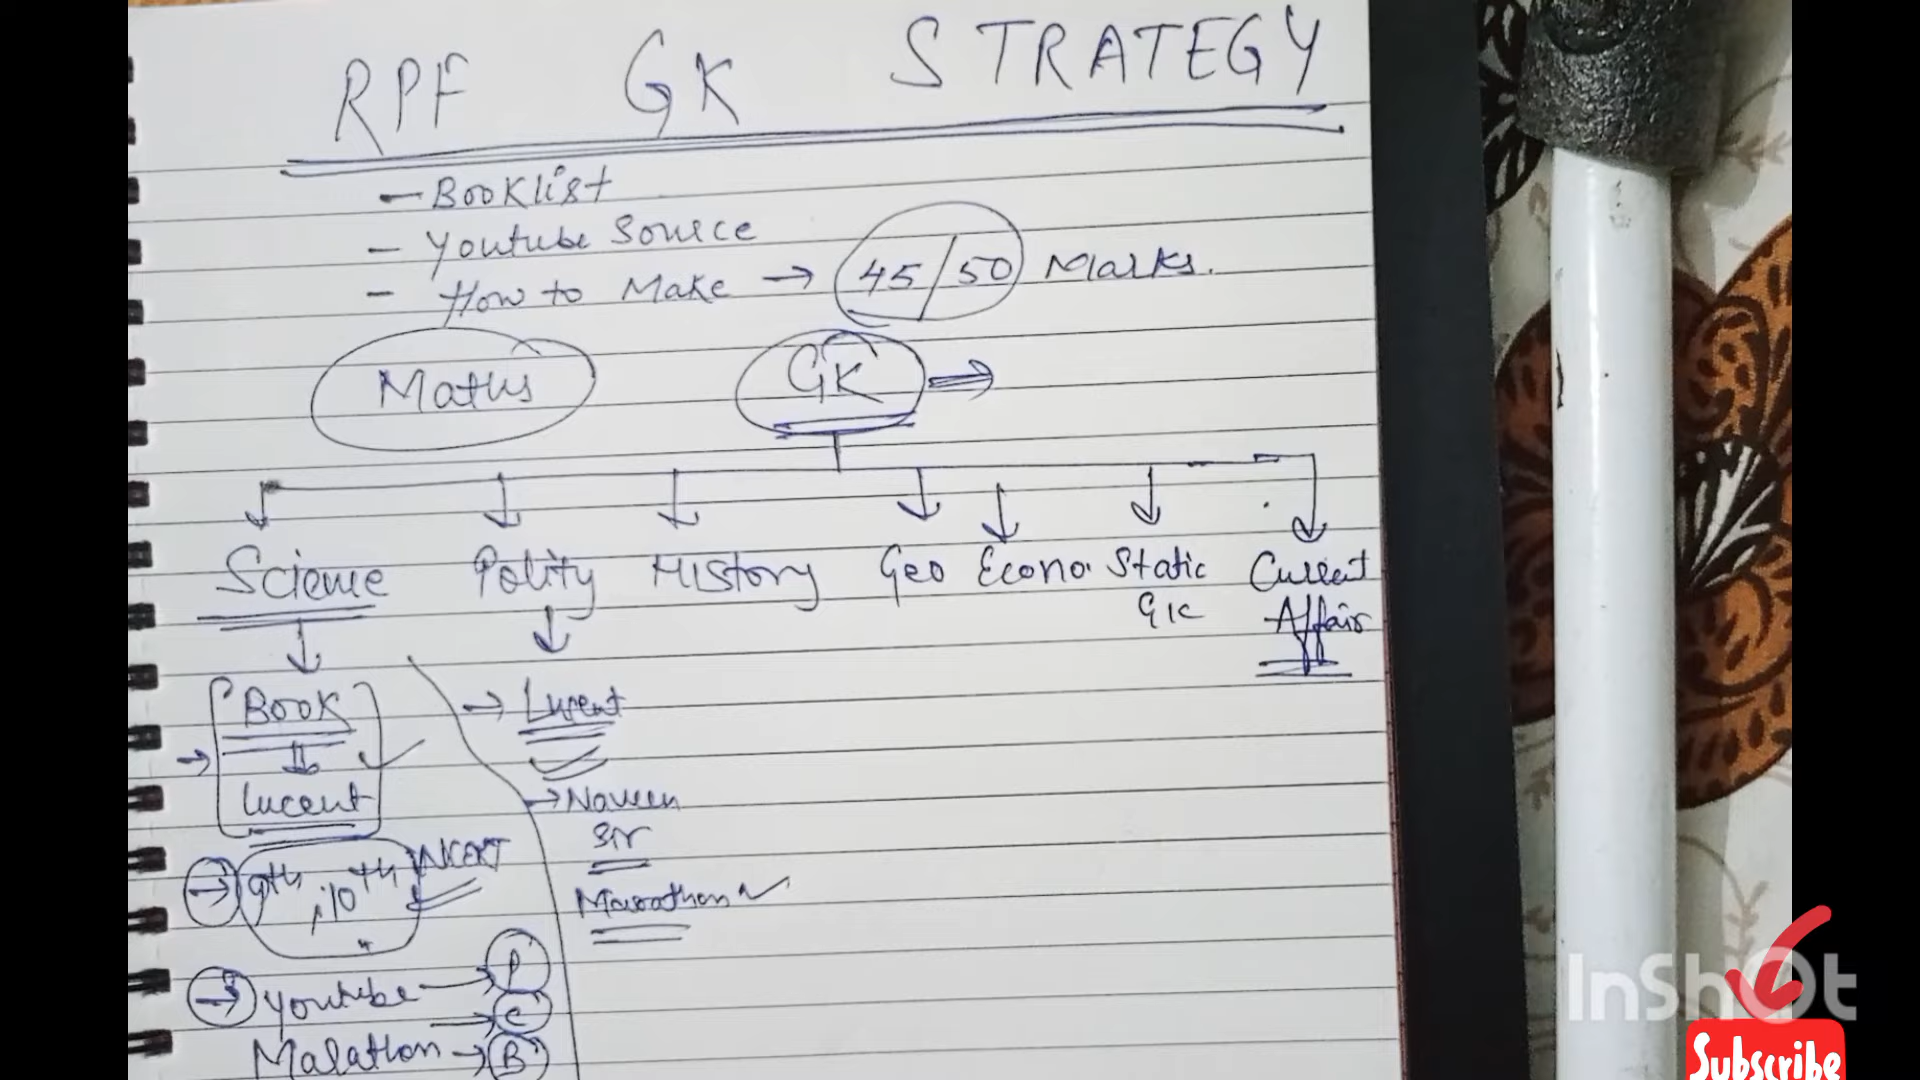 RPF GK STRATEGY
- Booklist
- Youtube Source
- How to Make → 45/50 Marks.
Maths GK →
Science Polity History Geo Econo. Static GK Current Affair
Book
Lucent
→ 9th, 10th NCERT
→ Youtube → P
Marathon → C
→ B
→ Lucent
→ Naveen
Sir
Marathon
InShot
Subscribe